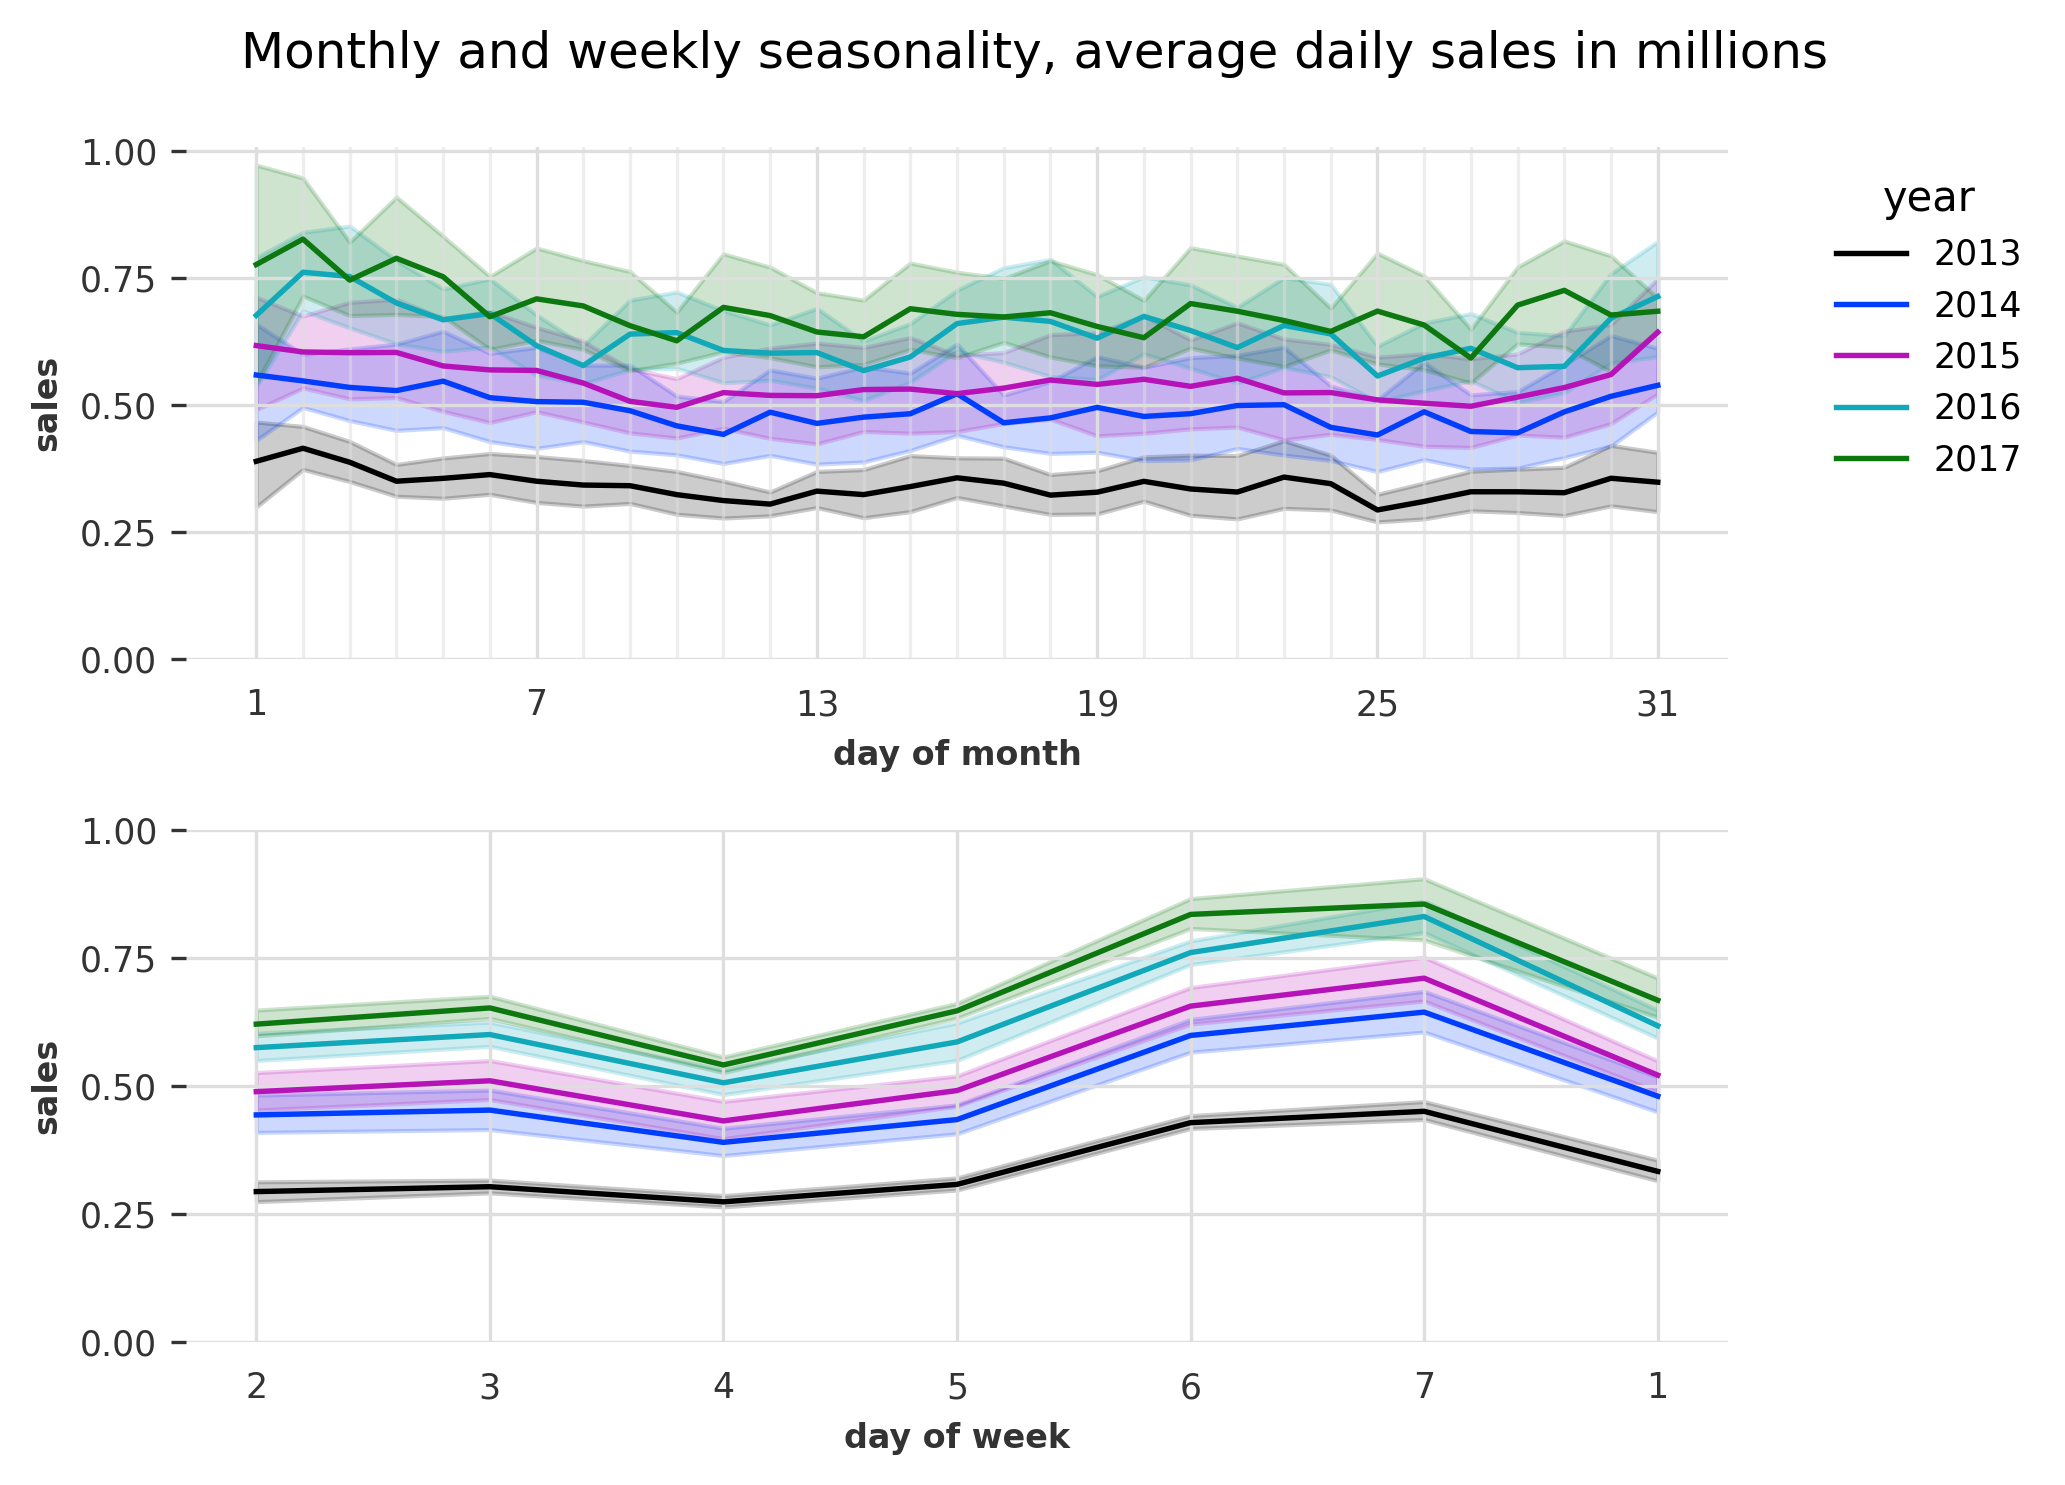 Monthly and weekly seasonality, average daily sales in millions
1.00
0.75
0.50
0.25
0.00
sales
1 7 13 19 25 31
day of month
year
2013
2014
2015
2016
2017
1.00
0.75
0.50
0.25
0.00
sales
2 3 4 5 6 7 1
day of week